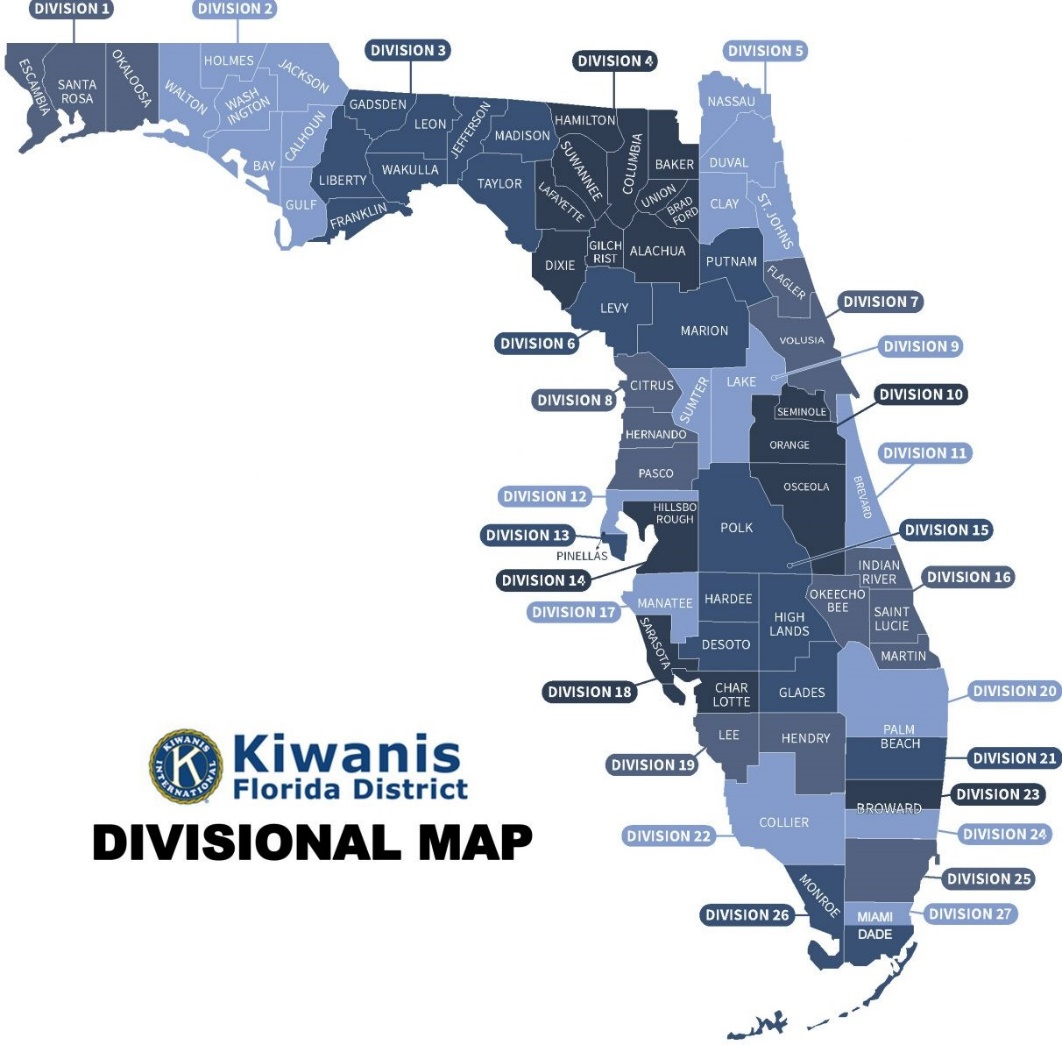 DIVISION 1
DIVISION 2
DIVISION 3
DIVISION 4
DIVISION 5
ESCAMBIA
SANTA
ROSA
OKALOOSA
WALTON
HOLMES
WASH
INGTON
JACKSON
BAY
CALHOUN
GULF
GADSDEN
LIBERTY
FRANKLIN
LEON
WAKULLA
JEFFERSON
MADISON
TAYLOR
HAMILTON
SUWANNEE
LAFAYETTE
DIXIE
COLUMBIA
GILCH
RIST
BAKER
UNION
BRAD
FORD
ALACHUA
NASSAU
DUVAL
CLAY
ST. JOHNS
PUTNAM
FLAGLER
DIVISION 7
LEVY
MARION
VOLUSIA
DIVISION 6
DIVISION 9
CITRUS
SUMTER
LAKE
DIVISION 8
DIVISION 10
SEMINOLE
HERNANDO
ORANGE
DIVISION 11
PASCO
OSCEOLA
BREVARD
DIVISION 12
HILLSBO
ROUGH
POLK
DIVISION 15
DIVISION 13
PINELLAS
DIVISION 14
INDIAN
RIVER
DIVISION 16
DIVISION 17
MANATEE
HARDEE
HIGH
LANDS
OKEECHO
BEE
SAINT
LUCIE
SARASOTA
DESOTO
MARTIN
DIVISION 18
CHAR
LOTTE
GLADES
DIVISION 20
PALM
BEACH
LEE
HENDRY
DIVISION 19
DIVISION 21
DIVISION 23
BROWARD
COLLIER
DIVISION 22
DIVISION 24
DIVISION 25
MONROE
DIVISION 26
MIAMI
DADE
DIVISION 27
KIWANIS
K
INTERNATIONAL
Kiwanis
Florida District
DIVISIONAL MAP